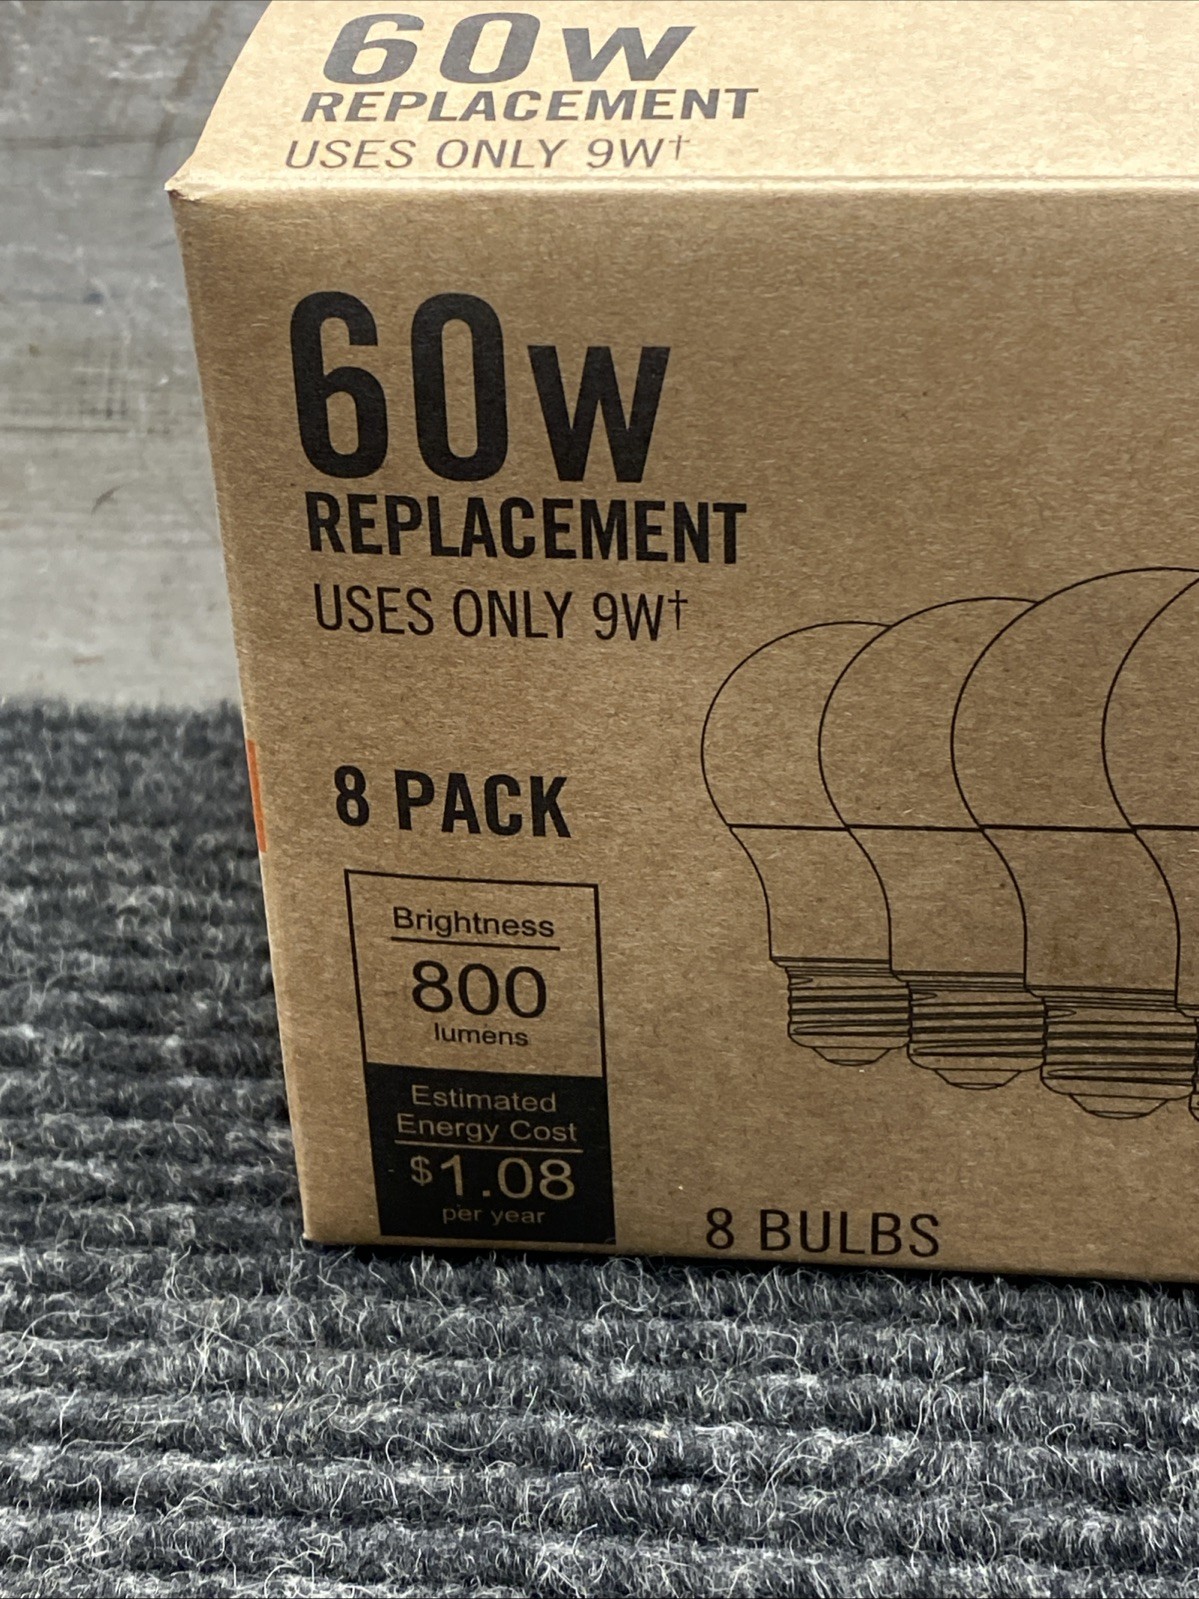 60W
REPLACEMENT
USES ONLY 9W†
60W
REPLACEMENT
USES ONLY 9W†
8 PACK
Brightness
800
lumens
Estimated
Energy Cost
$1.08
per year
8 BULBS